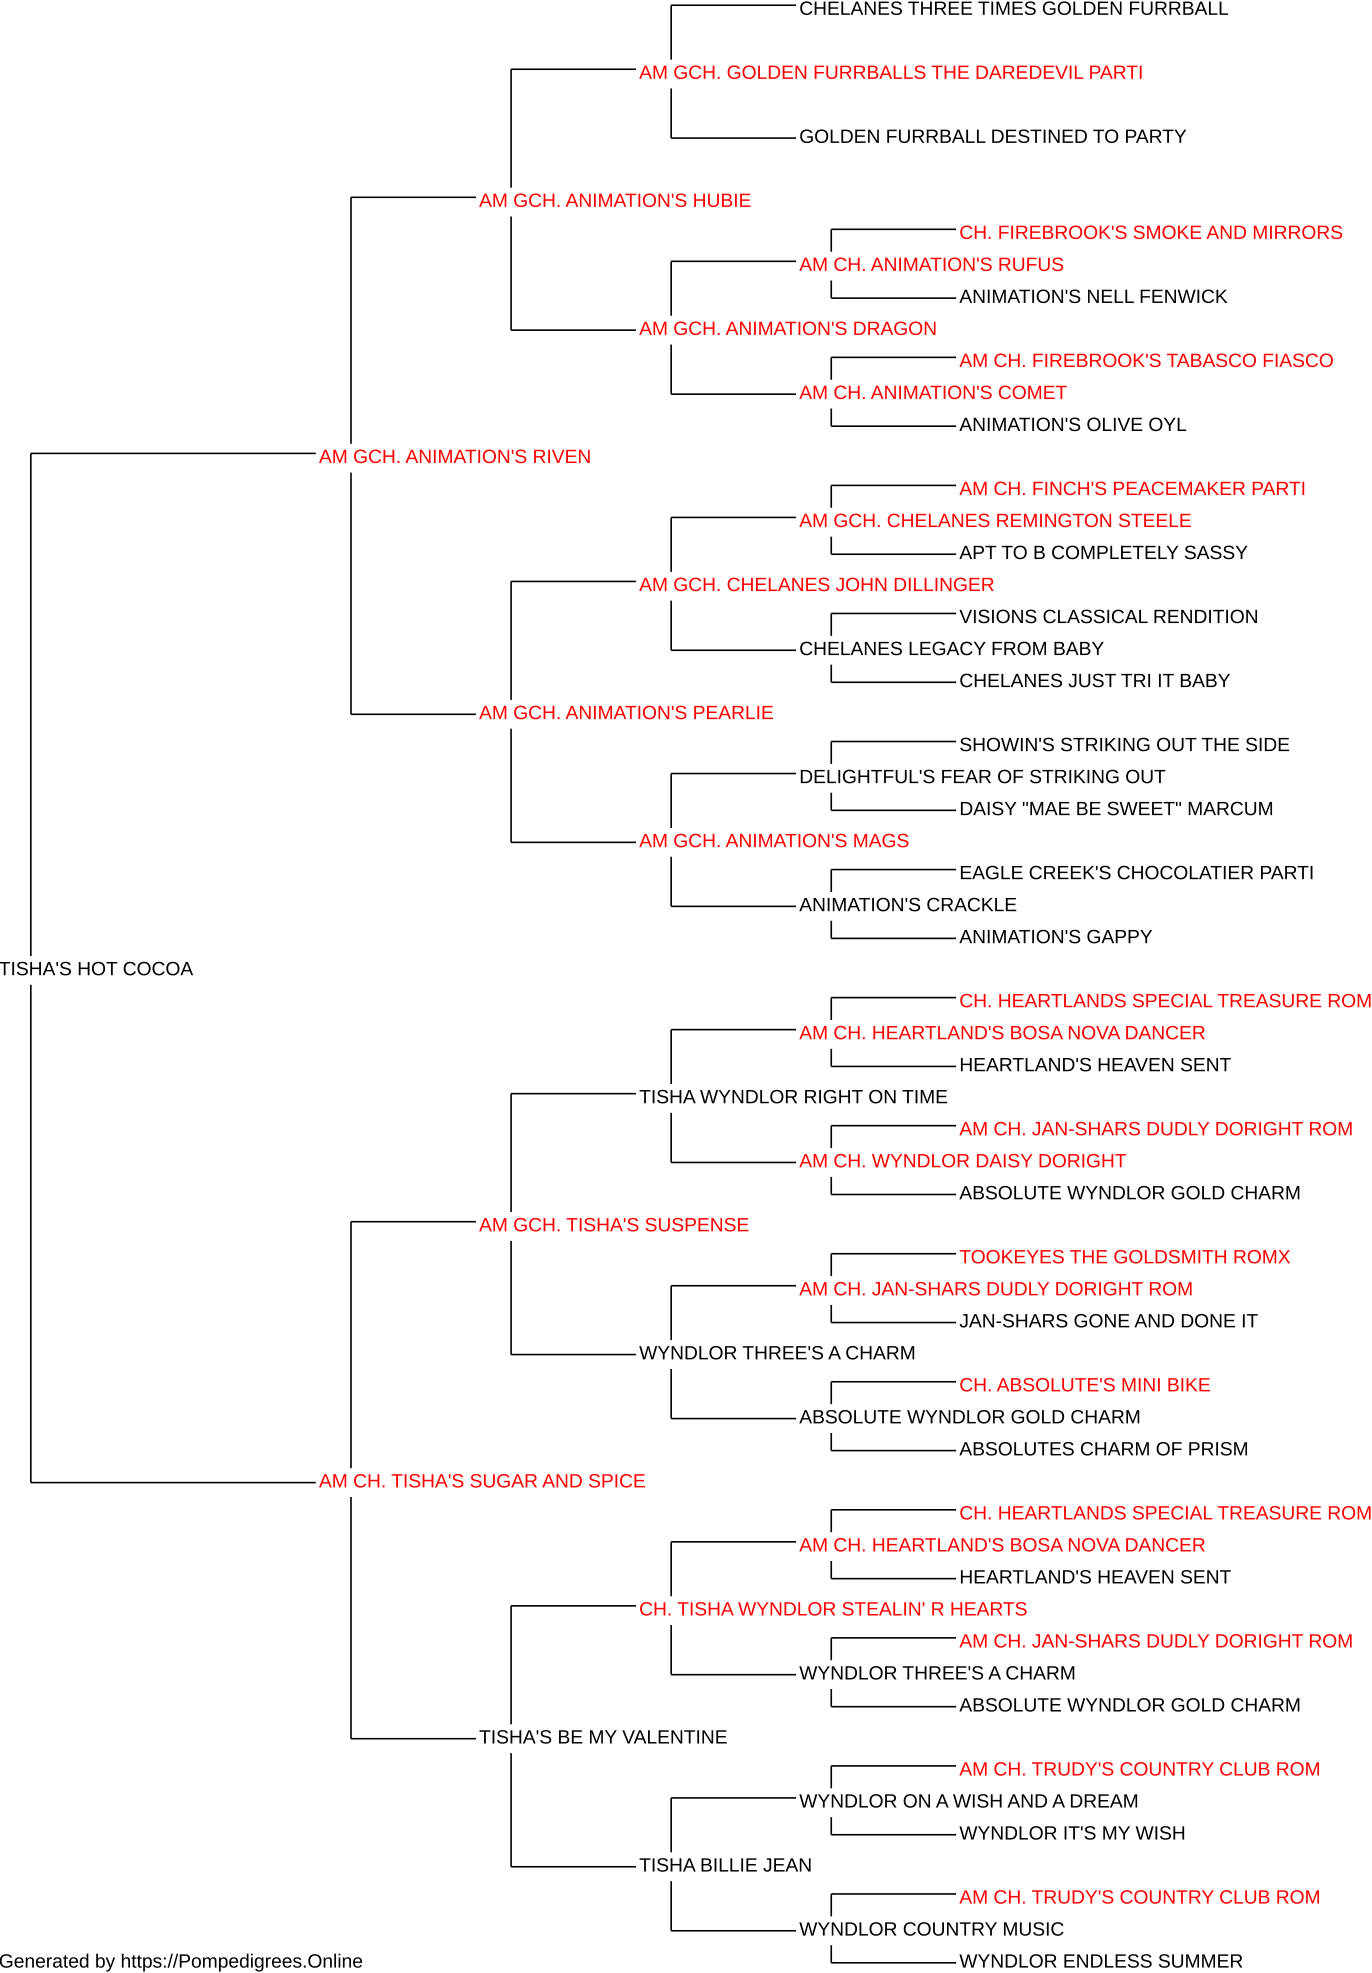 CHELANES THREE TIMES GOLDEN FURRBALL
AM GCH. GOLDEN FURRBALLS THE DAREDEVIL PARTI
GOLDEN FURRBALL DESTINED TO PARTY
AM GCH. ANIMATION'S HUBIE
CH. FIREBROOK'S SMOKE AND MIRRORS
AM CH. ANIMATION'S RUFUS
ANIMATION'S NELL FENWICK
AM GCH. ANIMATION'S DRAGON
AM CH. FIREBROOK'S TABASCO FIASCO
AM CH. ANIMATION'S COMET
ANIMATION'S OLIVE OYL
AM GCH. ANIMATION'S RIVEN
AM CH. FINCH'S PEACEMAKER PARTI
AM GCH. CHELANES REMINGTON STEELE
APT TO B COMPLETELY SASSY
AM GCH. CHELANES JOHN DILLINGER
VISIONS CLASSICAL RENDITION
CHELANES LEGACY FROM BABY
CHELANES JUST TRI IT BABY
AM GCH. ANIMATION'S PEARLIE
SHOWIN'S STRIKING OUT THE SIDE
DELIGHTFUL'S FEAR OF STRIKING OUT
DAISY "MAE BE SWEET" MARCUM
AM GCH. ANIMATION'S MAGS
EAGLE CREEK'S CHOCOLATIER PARTI
ANIMATION'S CRACKLE
ANIMATION'S GAPPY
TISHA'S HOT COCOA
CH. HEARTLANDS SPECIAL TREASURE ROM
AM CH. HEARTLAND'S BOSA NOVA DANCER
HEARTLAND'S HEAVEN SENT
TISHA WYNDLOR RIGHT ON TIME
AM CH. JAN-SHARS DUDLY DORIGHT ROM
AM CH. WYNDLOR DAISY DORIGHT
ABSOLUTE WYNDLOR GOLD CHARM
AM GCH. TISHA'S SUSPENSE
TOOKEYES THE GOLDSMITH ROMX
AM CH. JAN-SHARS DUDLY DORIGHT ROM
JAN-SHARS GONE AND DONE IT
WYNDLOR THREE'S A CHARM
CH. ABSOLUTE'S MINI BIKE
ABSOLUTE WYNDLOR GOLD CHARM
ABSOLUTES CHARM OF PRISM
AM CH. TISHA'S SUGAR AND SPICE
CH. HEARTLANDS SPECIAL TREASURE ROM
AM CH. HEARTLAND'S BOSA NOVA DANCER
HEARTLAND'S HEAVEN SENT
CH. TISHA WYNDLOR STEALIN' R HEARTS
AM CH. JAN-SHARS DUDLY DORIGHT ROM
WYNDLOR THREE'S A CHARM
ABSOLUTE WYNDLOR GOLD CHARM
TISHA'S BE MY VALENTINE
AM CH. TRUDY'S COUNTRY CLUB ROM
WYNDLOR ON A WISH AND A DREAM
WYNDLOR IT'S MY WISH
TISHA BILLIE JEAN
AM CH. TRUDY'S COUNTRY CLUB ROM
WYNDLOR COUNTRY MUSIC
WYNDLOR ENDLESS SUMMER
Generated by https://Pompedigrees.Online